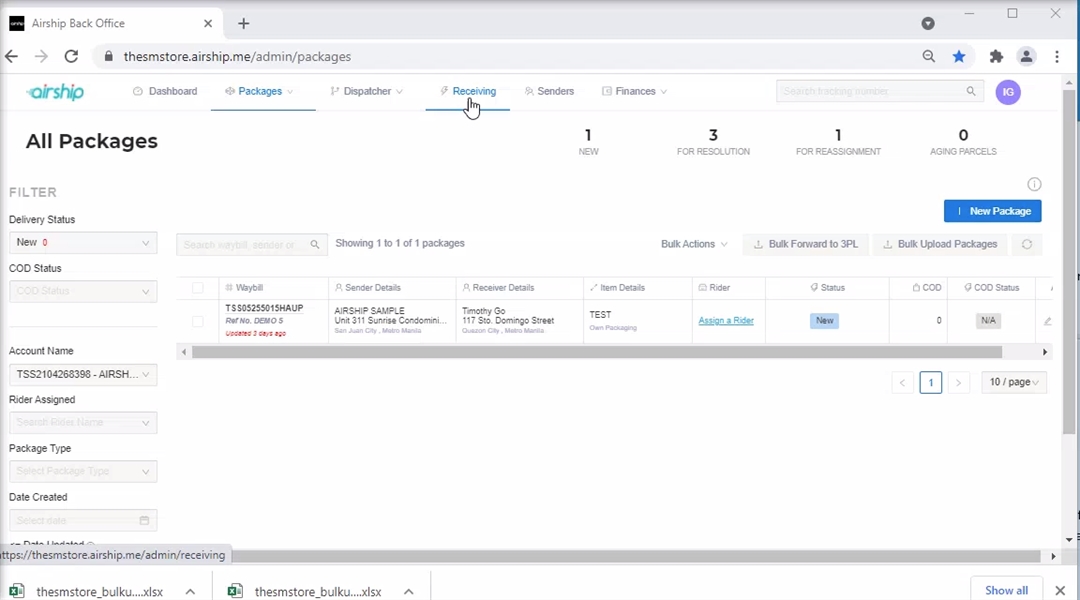 Airship Back Office
thesmstore.airship.me/admin/packages
airship
Dashboard
Packages
Dispatcher
Receiving
Senders
Finances
Search tracking number
IG
All Packages
1
NEW
3
FOR RESOLUTION
1
FOR REASSIGNMENT
0
AGING PARCELS
FILTER
New Package
Delivery Status
New 0
Search waybill, sender or
Showing 1 to 1 of 1 packages
Bulk Actions
Bulk Forward to 3PL
Bulk Upload Packages
COD Status
COD Status
Waybill
Sender Details
Receiver Details
Item Details
Rider
Status
COD
COD Status
TSS05255015HAUP
Ref No. DEMO 5
Updated 3 days ago
AIRSHIP SAMPLE
Unit 311 Sunrise Condomini...
San Juan City , Metro Manila
Timothy Go
117 Sto. Domingo Street
Quezon City , Metro Manila
TEST
Own Packaging
Assign a Rider
New
0
N/A
Account Name
TSS2104268398 - AIRSH...
1
10 / page
Rider Assigned
Search Rider Name
Package Type
Select Package Type
Date Created
Select date
Date Updated
https://thesmstore.airship.me/admin/receiving
thesmstore_bulku....xlsx
thesmstore_bulku....xlsx
Show all